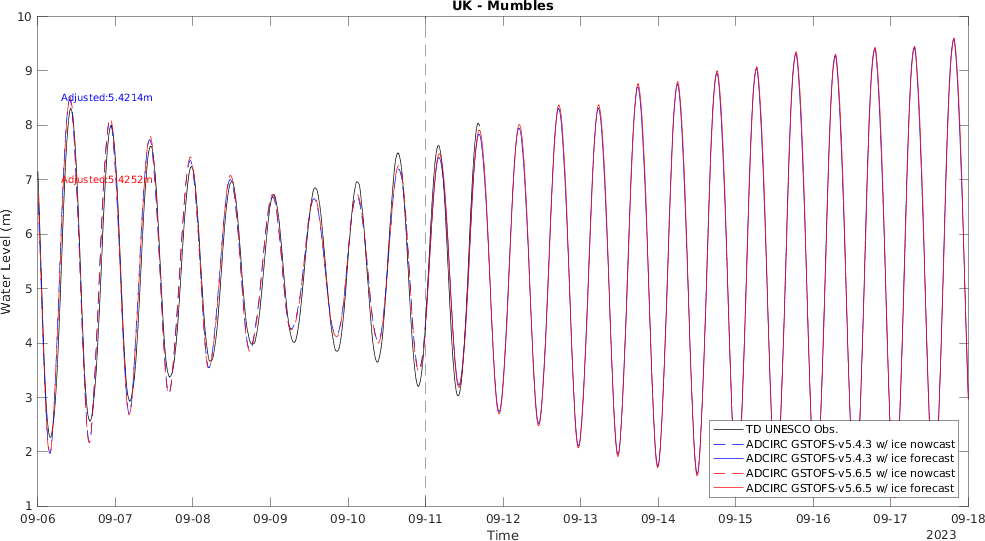 UK - Mumbles
10
9
8
7
6
5
4
3
2
1
Water Level (m)
Adjusted:5.4214m
Adjusted:5.4252m
TD UNESCO Obs.
ADCIRC GSTOFS-v5.4.3 w/ ice nowcast
ADCIRC GSTOFS-v5.4.3 w/ ice forecast
ADCIRC GSTOFS-v5.6.5 w/ ice nowcast
ADCIRC GSTOFS-v5.6.5 w/ ice forecast
09-06 09-07 09-08 09-09 09-10 09-11 09-12 09-13 09-14 09-15 09-16 09-17 09-18
Time
2023